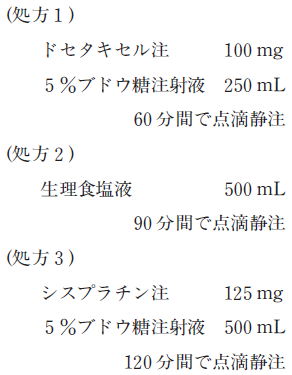 (処方1)
ドセタキセル注 100 mg
5%ブドウ糖注射液 250 mL
60 分間で点滴静注
(処方2)
生理食塩液 500 mL
90 分間で点滴静注
(処方3)
シスプラチン注 125 mg
5%ブドウ糖注射液 500 mL
120 分間で点滴静注